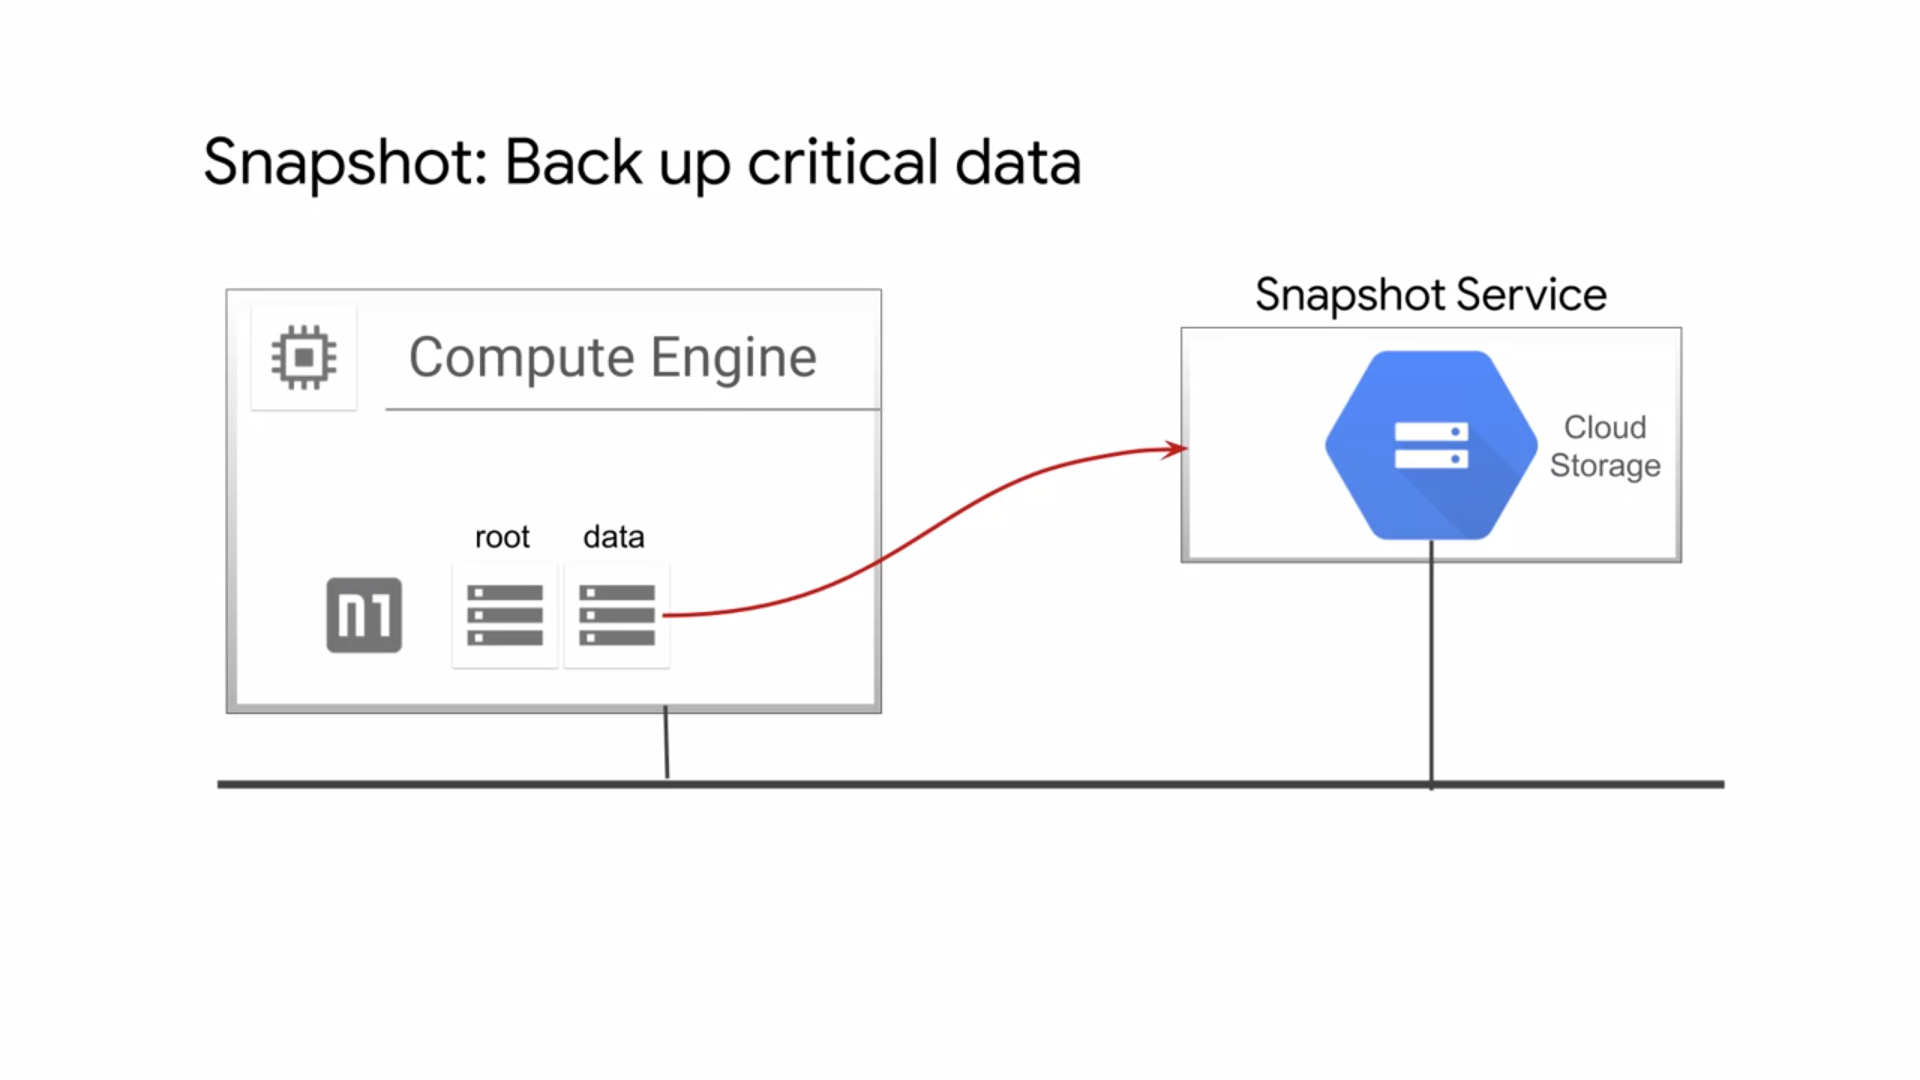 Snapshot: Back up critical data
Snapshot Service
Compute Engine
Cloud
Storage
root data
n1